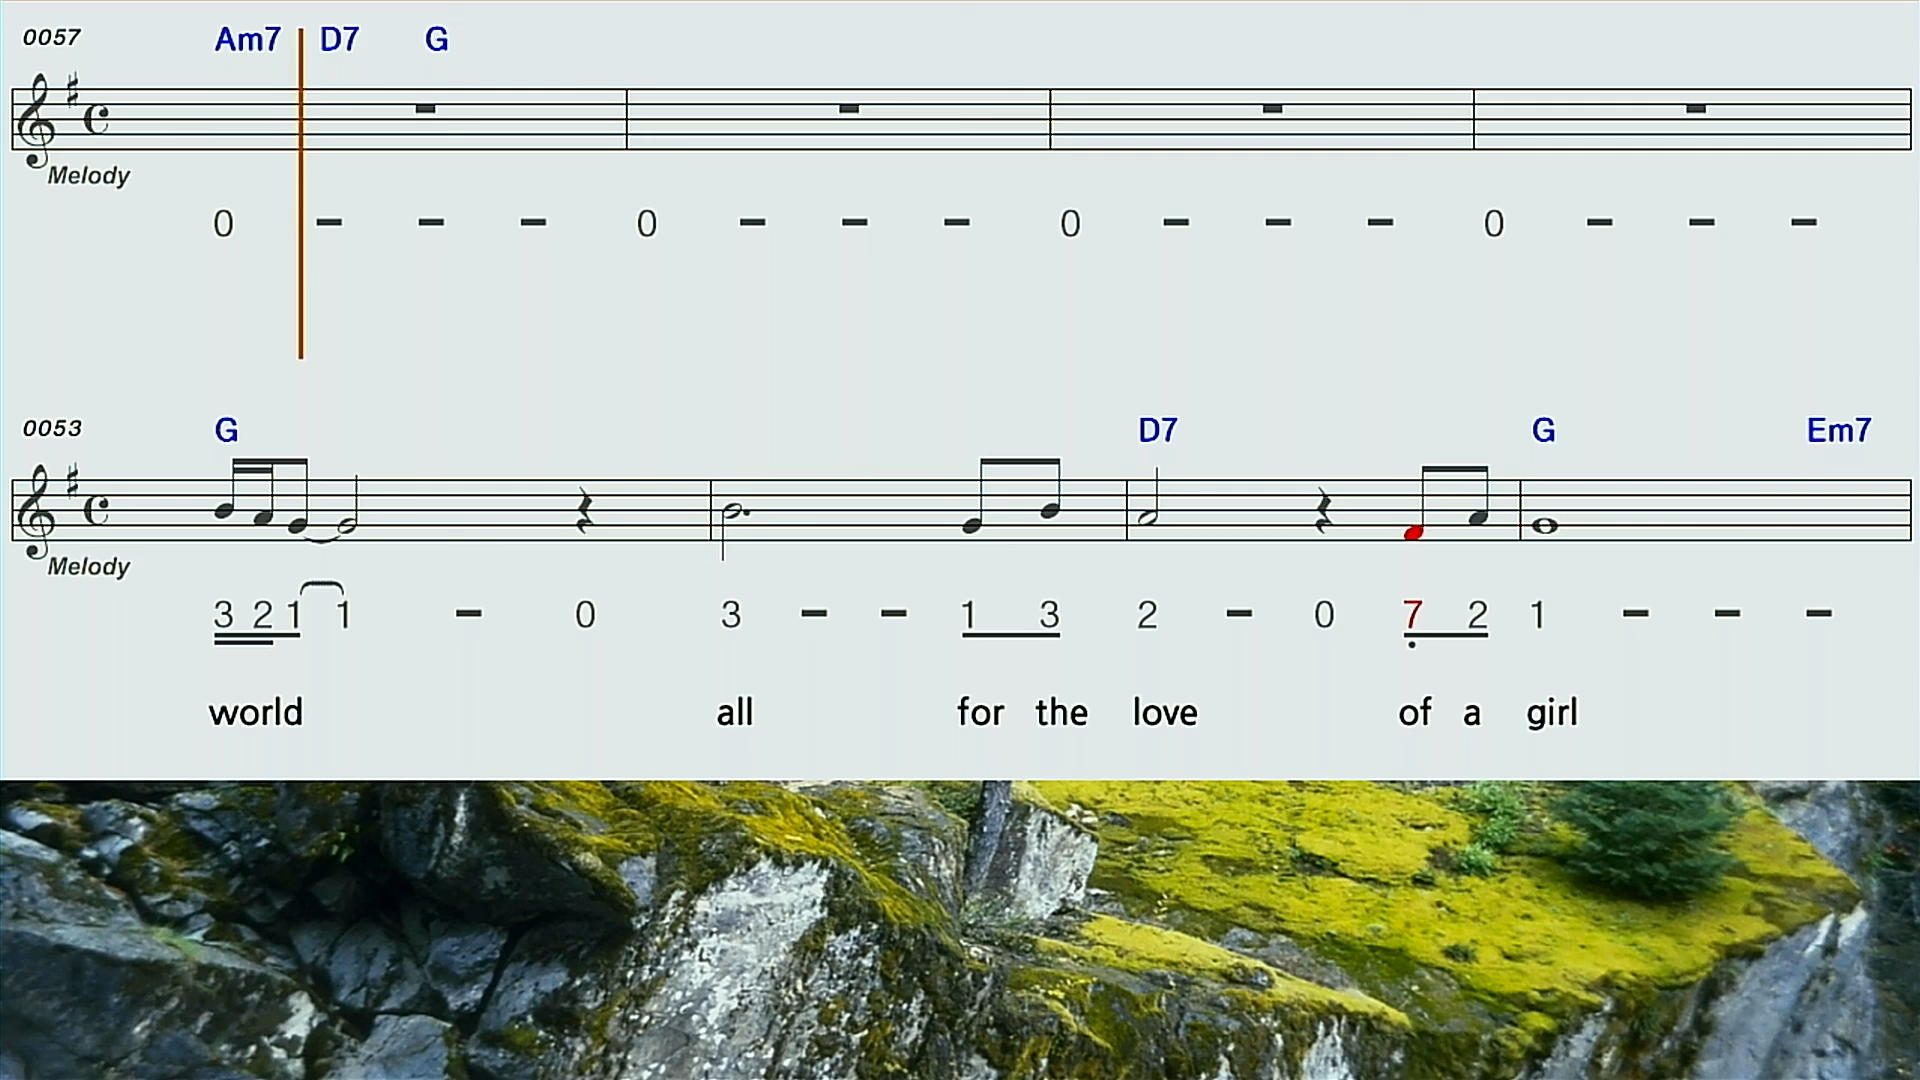 0057 Am7 D7 G
Melody
0 - - - 0 - - - 0 - - - 0 - - -
0053 G D7 G Em7
Melody
3 2 1 1 - 0 3 - - 1 3 2 - 0 7 2 1 - - -
world all for the love of a girl